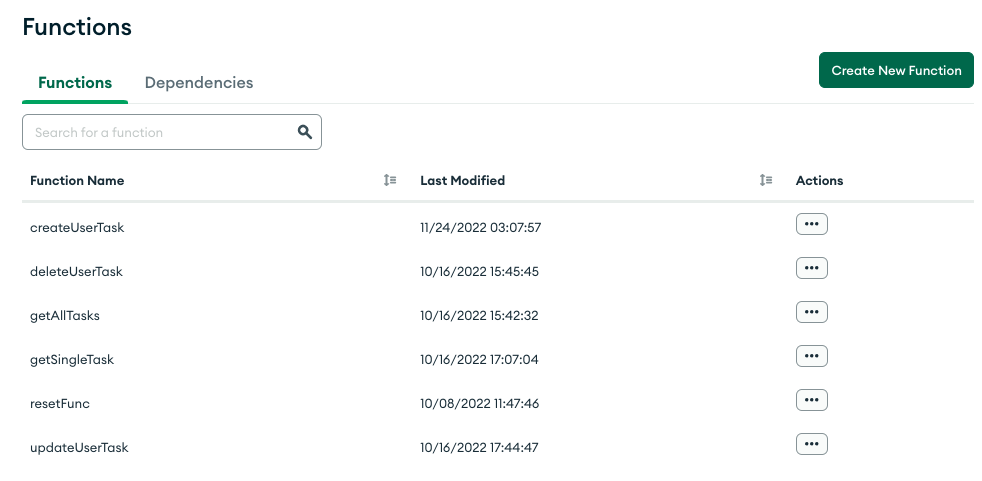 Functions
Functions Dependencies
Create New Function
Search for a function
Function Name Last Modified Actions
createUserTask 11/24/2022 03:07:57
deleteUserTask 10/16/2022 15:45:45
getAllTasks 10/16/2022 15:42:32
getSingleTask 10/16/2022 17:07:04
resetFunc 10/08/2022 11:47:46
updateUserTask 10/16/2022 17:44:47